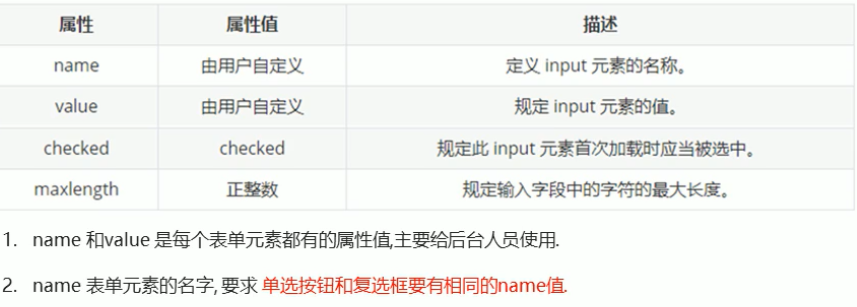 属性 属性值 描述
name 由用户自定义 定义 input 元素的名称。
value 由用户自定义 规定 input 元素的值。
checked checked 规定此 input 元素首次加载时应当被选中。
maxlength 正整数 规定输入字段中的字符的最大长度。
1. name 和value 是每个表单元素都有的属性值,主要给后台人员使用.
2. name 表单元素的名字, 要求 单选按钮和复选框要有相同的name值.